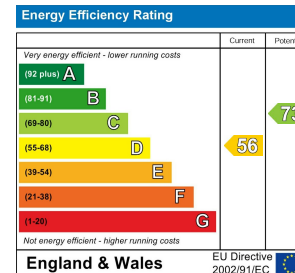 Energy Efficiency Rating
Current
Very energy efficient - lower running costs
(92 plus) A
(81-91) B
(69-80) C
73
(55-68) D
56
(39-54) E
(21-38) F
(1-20) G
Not energy efficient - higher running costs
England & Wales
EU Directive
2002/91/EC